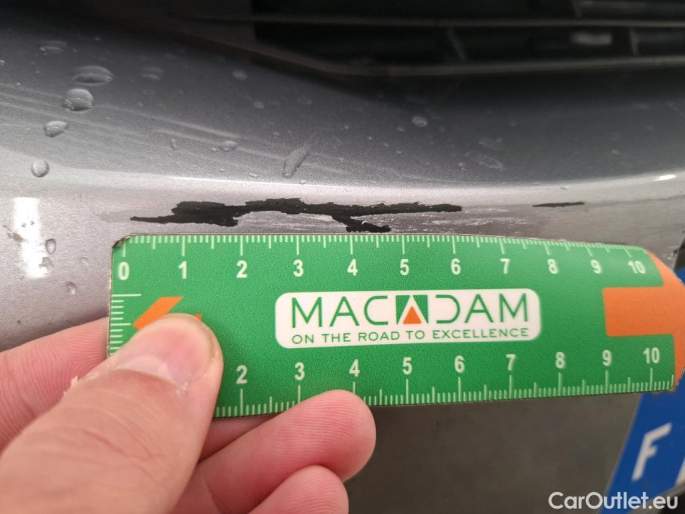 0 1 2 3 4 5 6 7 8 9 10
MACADAM
ON THE ROAD TO EXCELLENCE
2 3 4 5 6 7 8 9 10
F
CarOutlet.eu